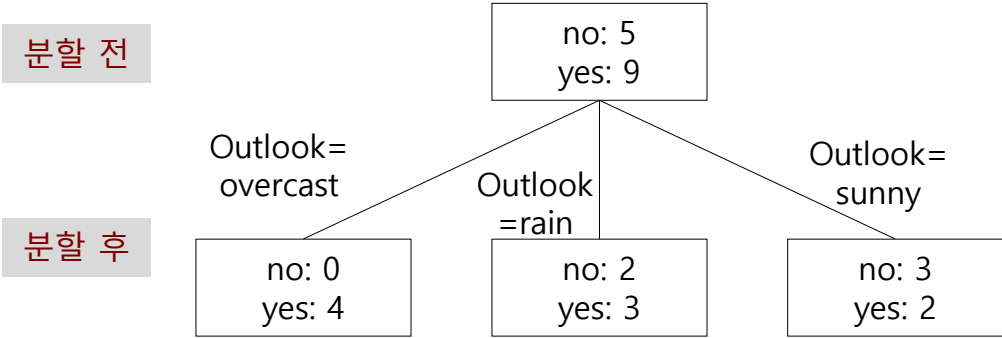 분할 전
no: 5
yes: 9
Outlook=
overcast
Outlook
=rain
Outlook=
sunny
분할 후
no: 0
yes: 4
no: 2
yes: 3
no: 3
yes: 2